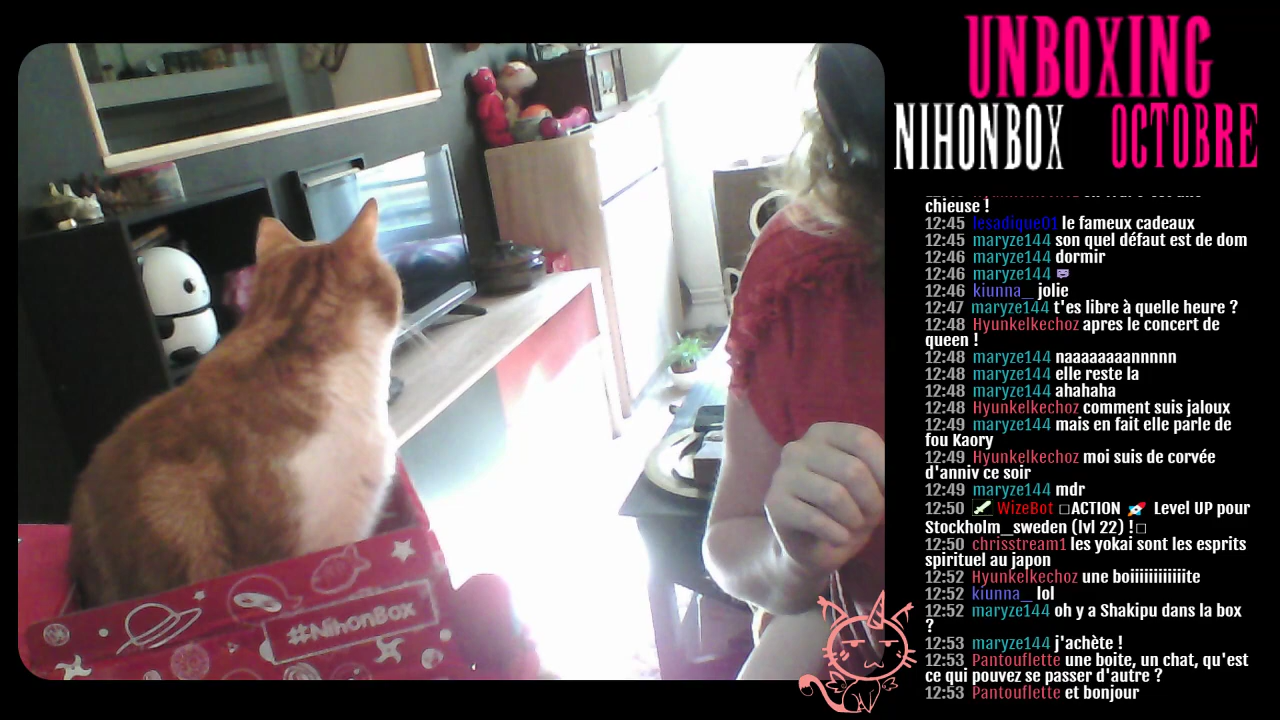 UNBOXING
NIHONBOX OCTOBRE
chieuse !
12:45 lesadique01 le fameux cadeaux
12:45 maryze144 son quel défaut est de dom
12:46 maryze144 dormir
12:46 maryze144
12:46 kiunna__ jolie
12:47 maryze144 t'es libre à quelle heure ?
12:48 Hyunkelkechoz apres le concert de
queen !
12:48 maryze144 naaaaaaaannnnn
12:48 maryze144 elle reste la
12:48 maryze144 ahahaha
12:48 Hyunkelkechoz comment suis jaloux
12:49 maryze144 mais en fait elle parle de
fou Kaory
12:49 Hyunkelkechoz moi suis de corvée
d'anniv ce soir
12:49 maryze144 mdr
12:50 WizeBot □ACTION 🚀 Level UP pour
Stockholm_sweden (lvl 22) !□
12:50 chrisstream1 les yokai sont les esprits
spirituel au japon
12:52 Hyunkelkechoz une boiiiiiiiiiiiite
12:52 kiunna__ lol
12:52 maryze144 oh y a Shakipu dans la box
?
12:53 maryze144 j'achète !
12:53 Pantouflette une boite, un chat, qu'est
ce qui pouvez se passer d'autre ?
12:53 Pantouflette et bonjour
#NihonBox